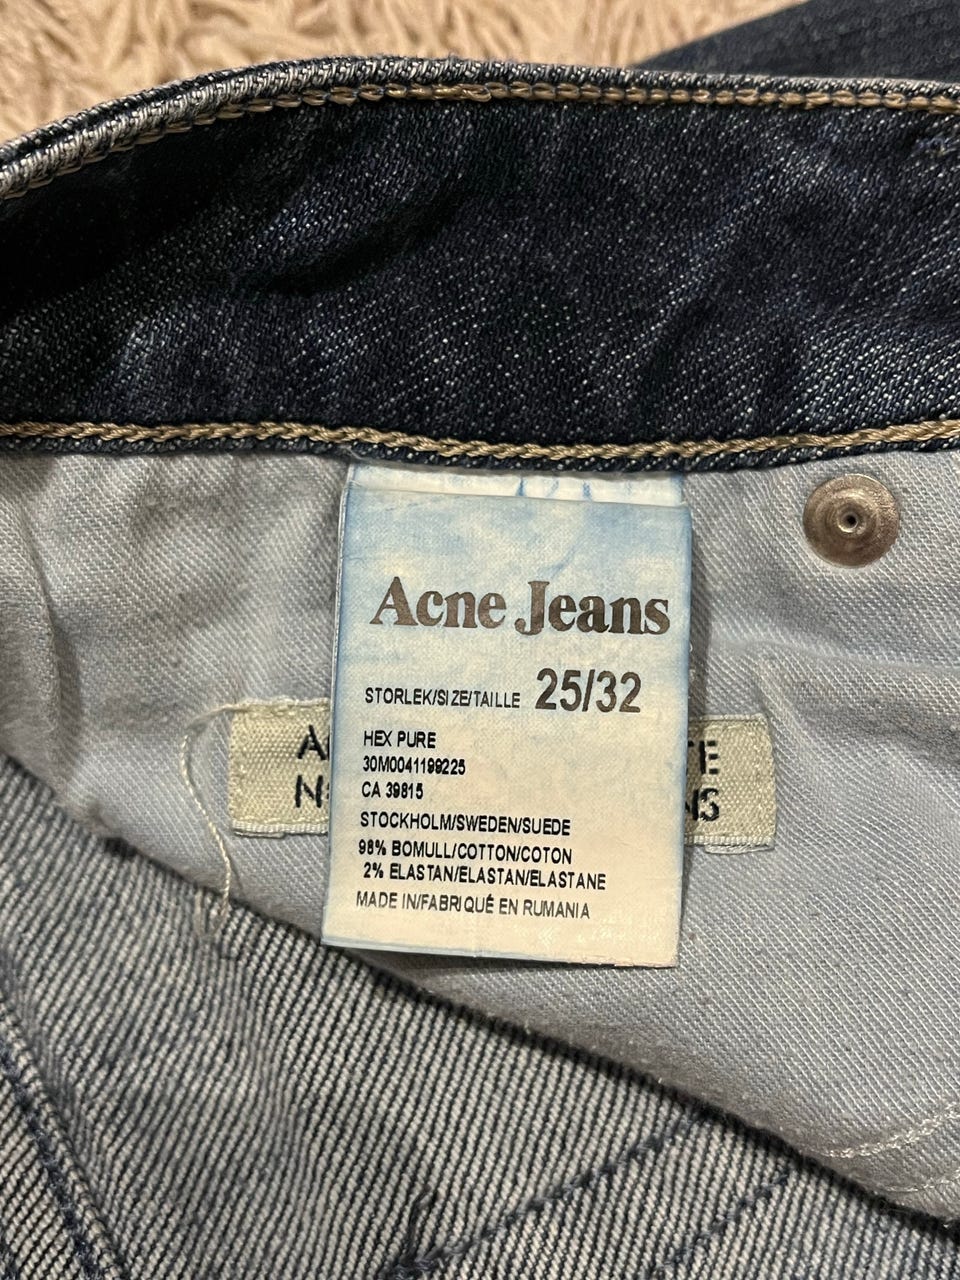 Acne Jeans
STORLEK/SIZE/TAILLE 25/32
HEX PURE
30M0041199225
CA 39815
STOCKHOLM/SWEDEN/SUEDE
98% BOMULL/COTTON/COTON
2% ELASTAN/ELASTAN/ELASTANE
MADE IN/FABRIQUÉ EN RUMANIA